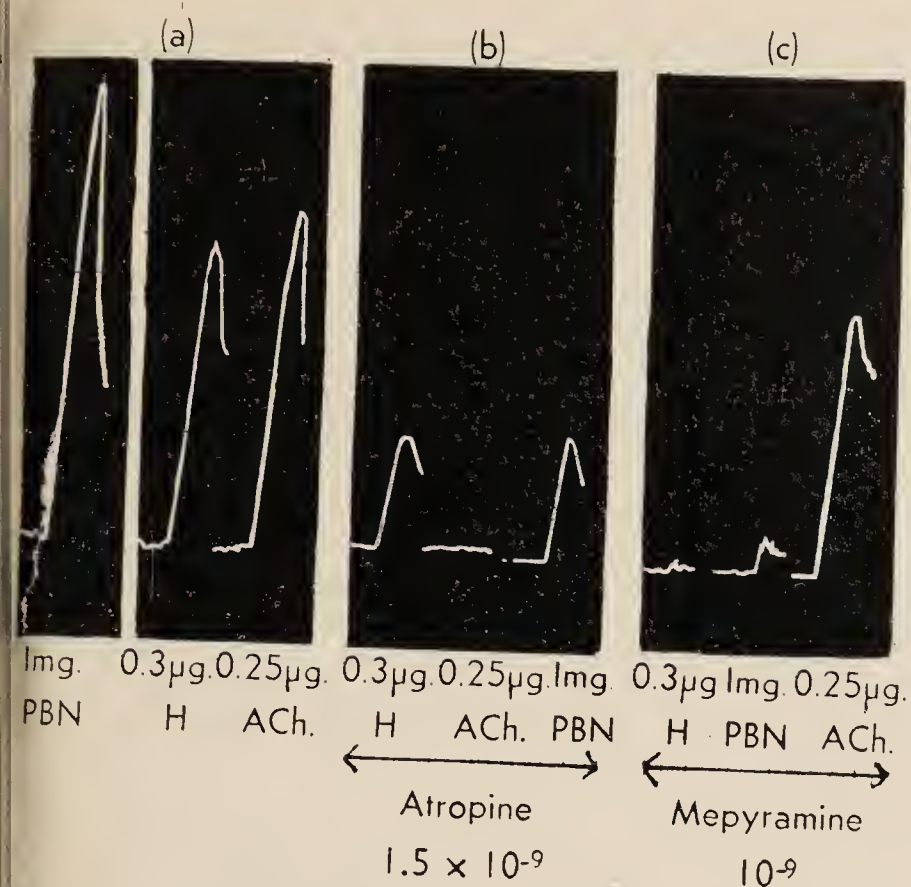 (a) (b) (c)
Img. 0.3µg. 0.25µg. 0.3µg. 0.25µg. Img. 0.3µg Img. 0.25µg.
PBN H ACh. H ACh. PBN H PBN ACh.
Atropine Mepyramine
1.5 × 10-9 10-9